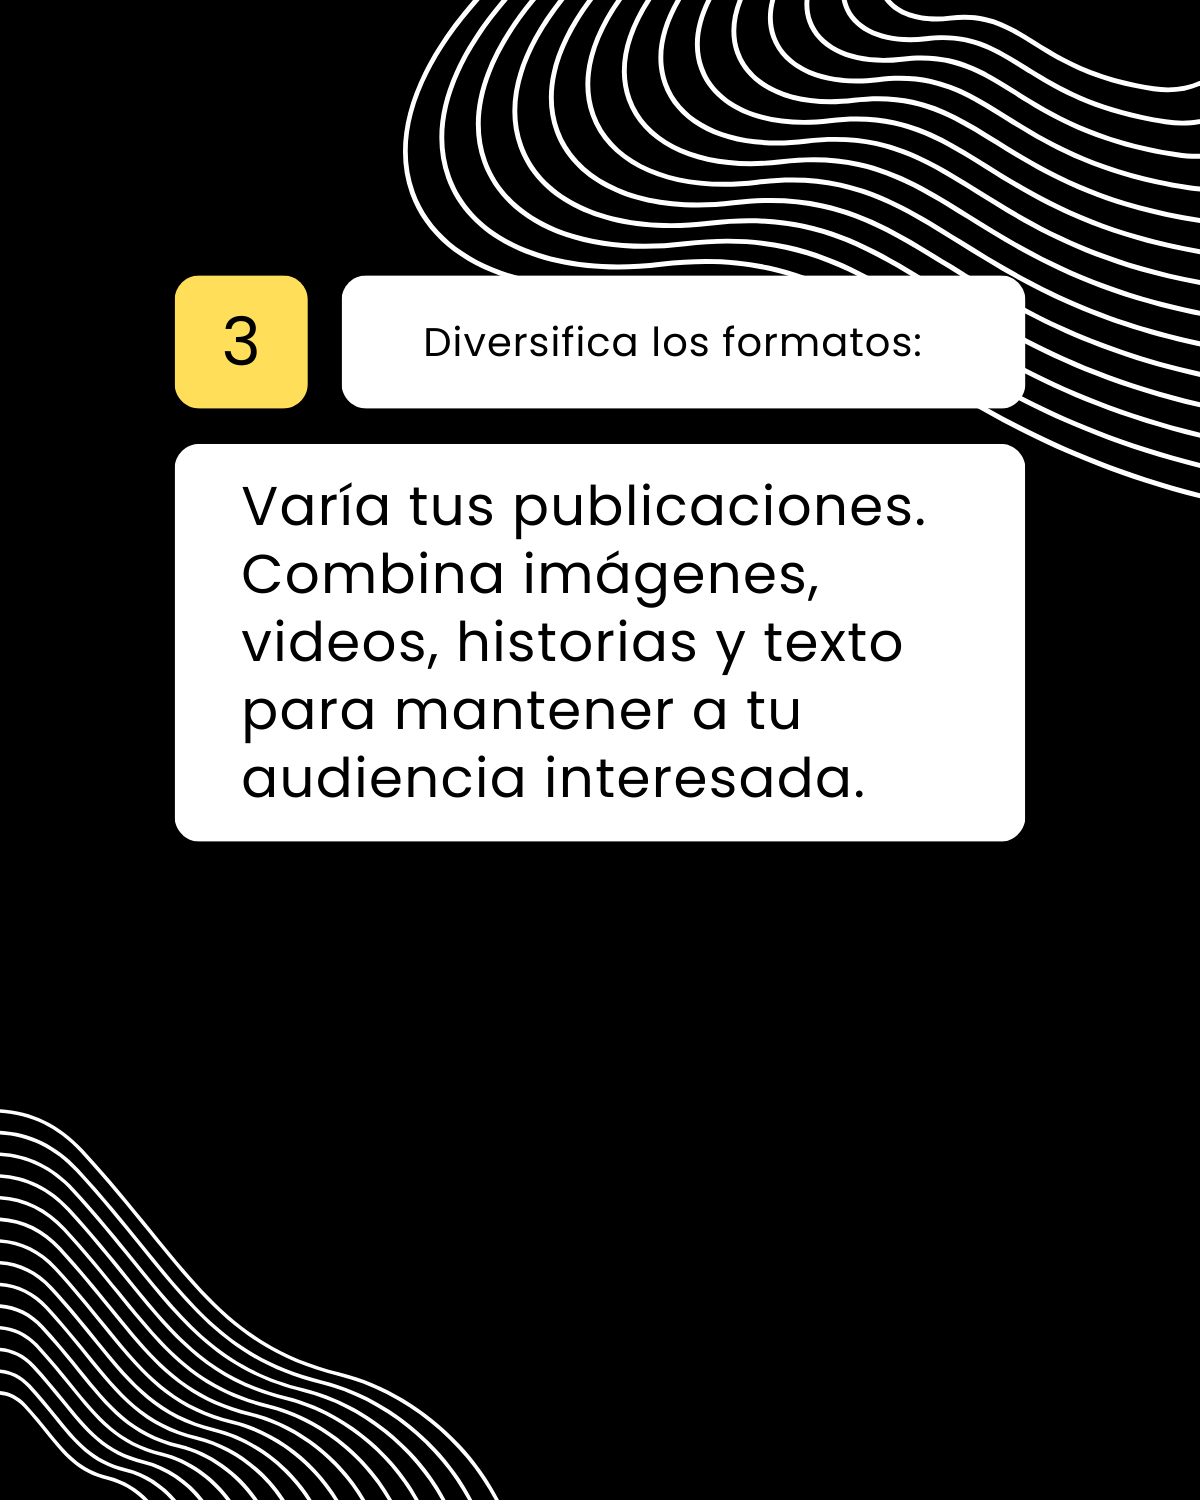 3
Diversifica los formatos:
Varía tus publicaciones.
Combina imágenes,
videos, historias y texto
para mantener a tu
audiencia interesada.